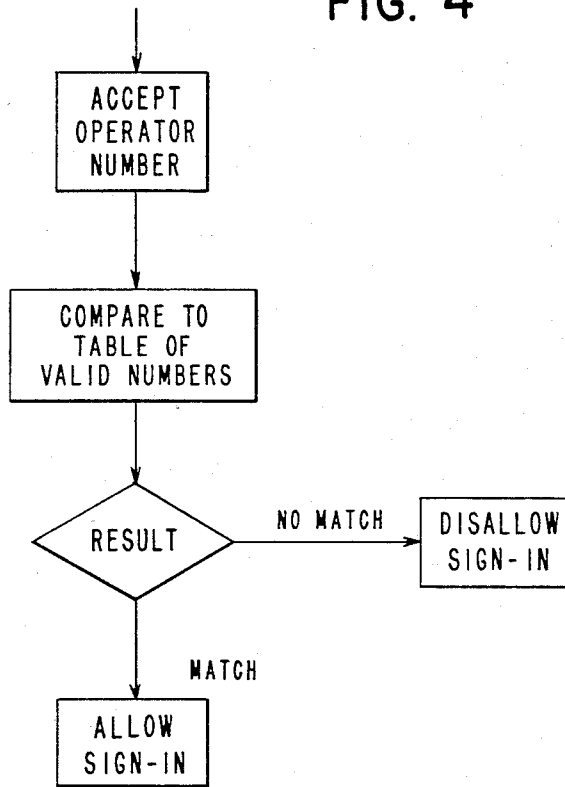 FIG. 4
ACCEPT
OPERATOR
NUMBER
COMPARE TO
TABLE OF
VALID NUMBERS
RESULT
NO MATCH
DISALLOW
SIGN-IN
MATCH
ALLOW
SIGN-IN